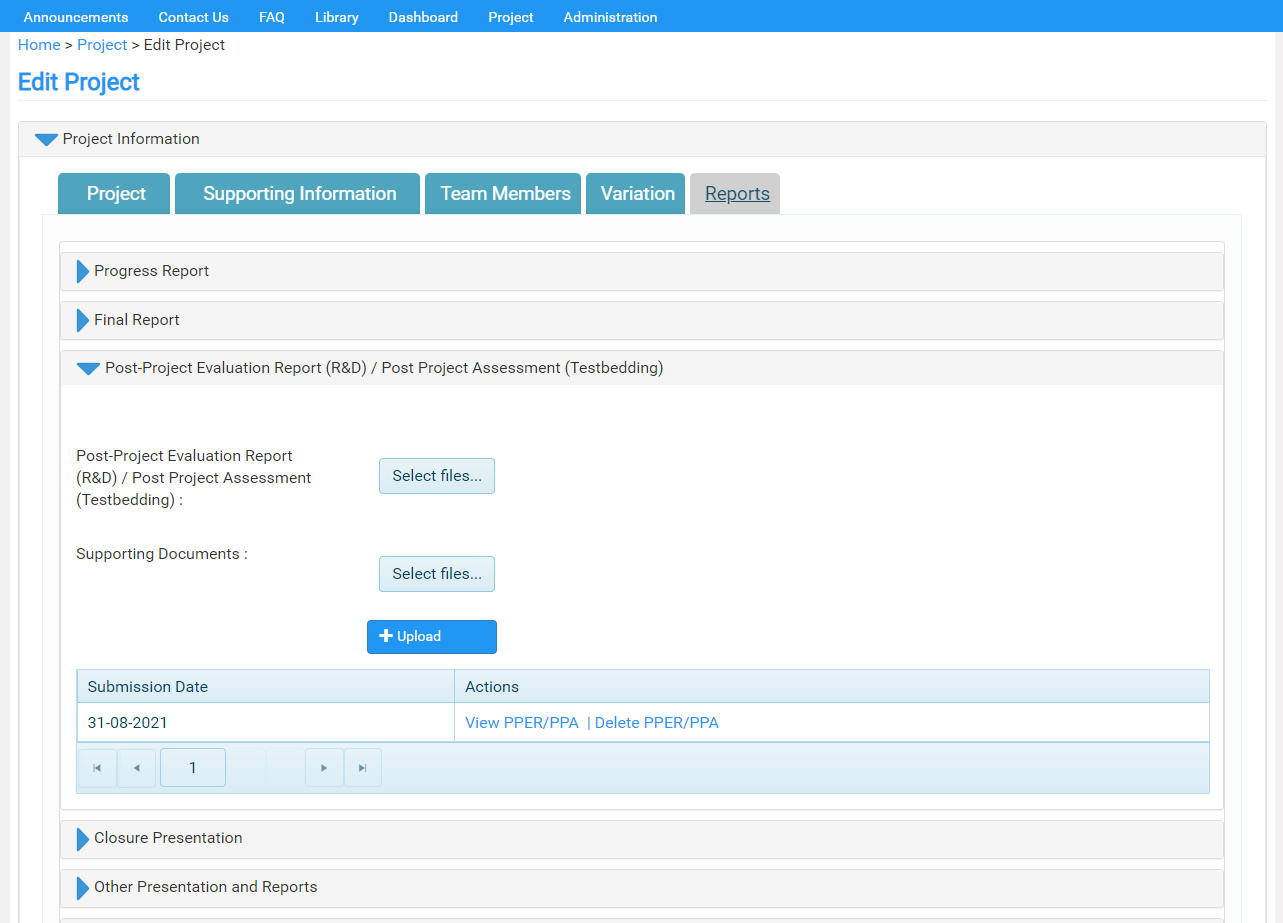 Announcements Contact Us FAQ Library Dashboard Project Administration
Home > Project > Edit Project
Edit Project
Project Information
Project Supporting Information Team Members Variation Reports
Progress Report
Final Report
Post-Project Evaluation Report (R&D) / Post Project Assessment (Testbedding)
Post-Project Evaluation Report
(R&D) / Post Project Assessment
(Testbedding) :
Select files...
Supporting Documents :
Select files...
Upload
Submission Date Actions
31-08-2021 View PPER/PPA | Delete PPER/PPA
1
Closure Presentation
Other Presentation and Reports